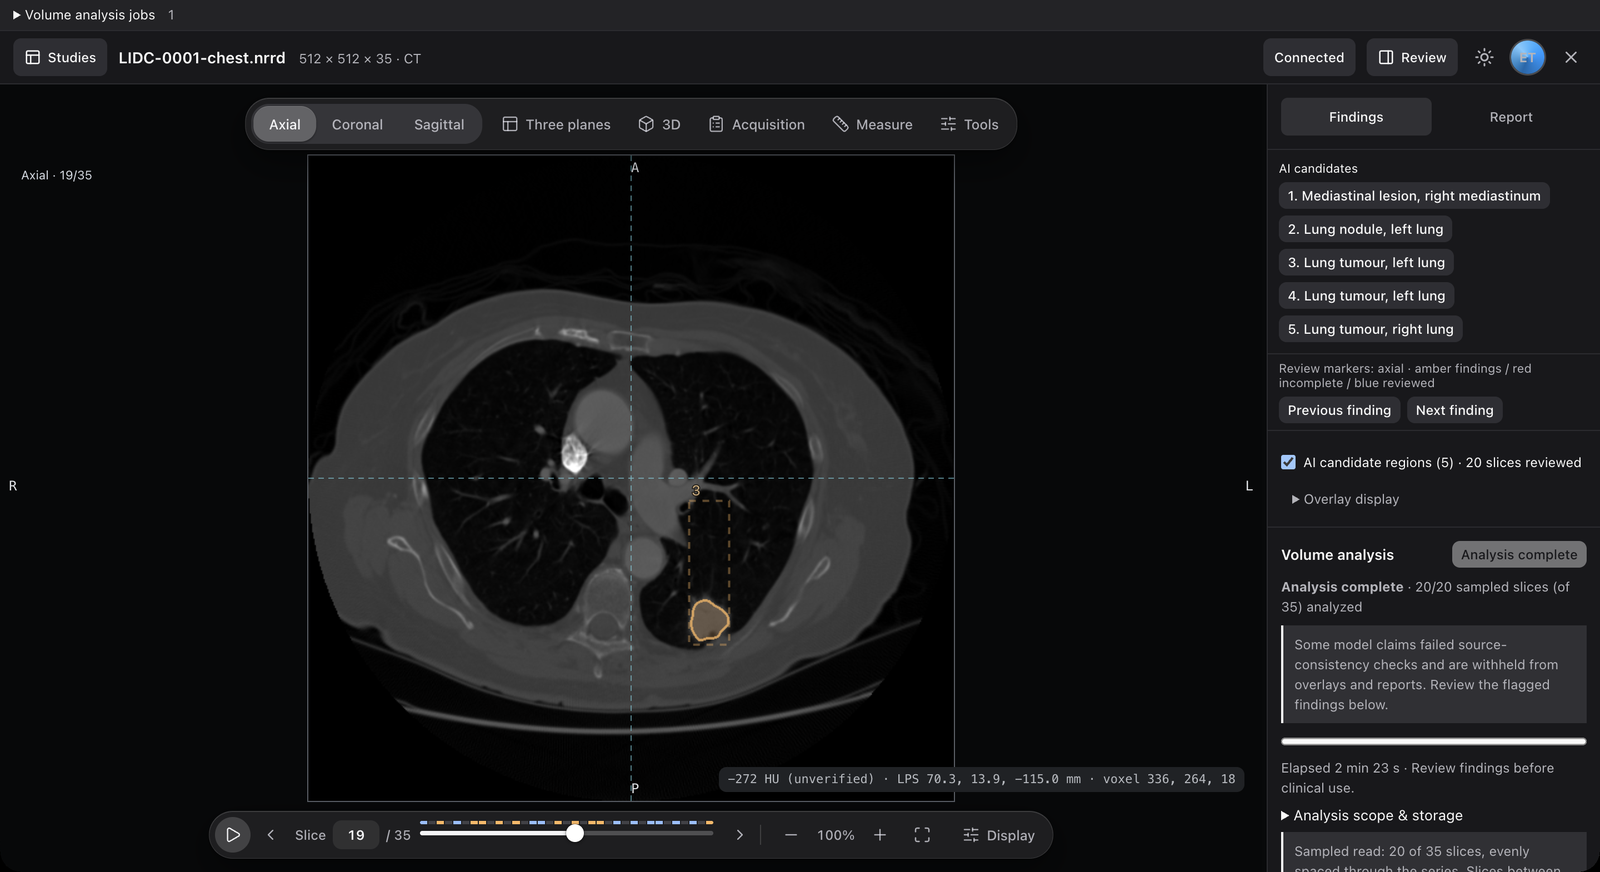 Volume analysis jobs 1
Studies
LIDC-0001-chest.nrrd 512 × 512 × 35 · CT
Connected
Review
Axial
Coronal
Sagittal
Three planes
3D
Acquisition
Measure
Tools
Axial · 19/35
A
R
L
3
P
−272 HU (unverified) · LPS 70.3, 13.9, −115.0 mm · voxel 336, 264, 18
Slice 19 / 35
100%
Display
Findings
Report
AI candidates
1. Mediastinal lesion, right mediastinum
2. Lung nodule, left lung
3. Lung tumour, left lung
4. Lung tumour, left lung
5. Lung tumour, right lung
Review markers: axial · amber findings / red
incomplete / blue reviewed
Previous finding
Next finding
AI candidate regions (5) · 20 slices reviewed
Overlay display
Volume analysis
Analysis complete
Analysis complete · 20/20 sampled slices (of
35) analyzed
Some model claims failed source-
consistency checks and are withheld from
overlays and reports. Review the flagged
findings below.
Elapsed 2 min 23 s · Review findings before
clinical use.
Analysis scope & storage
Sampled read: 20 of 35 slices, evenly
spaced through the series. Slices between